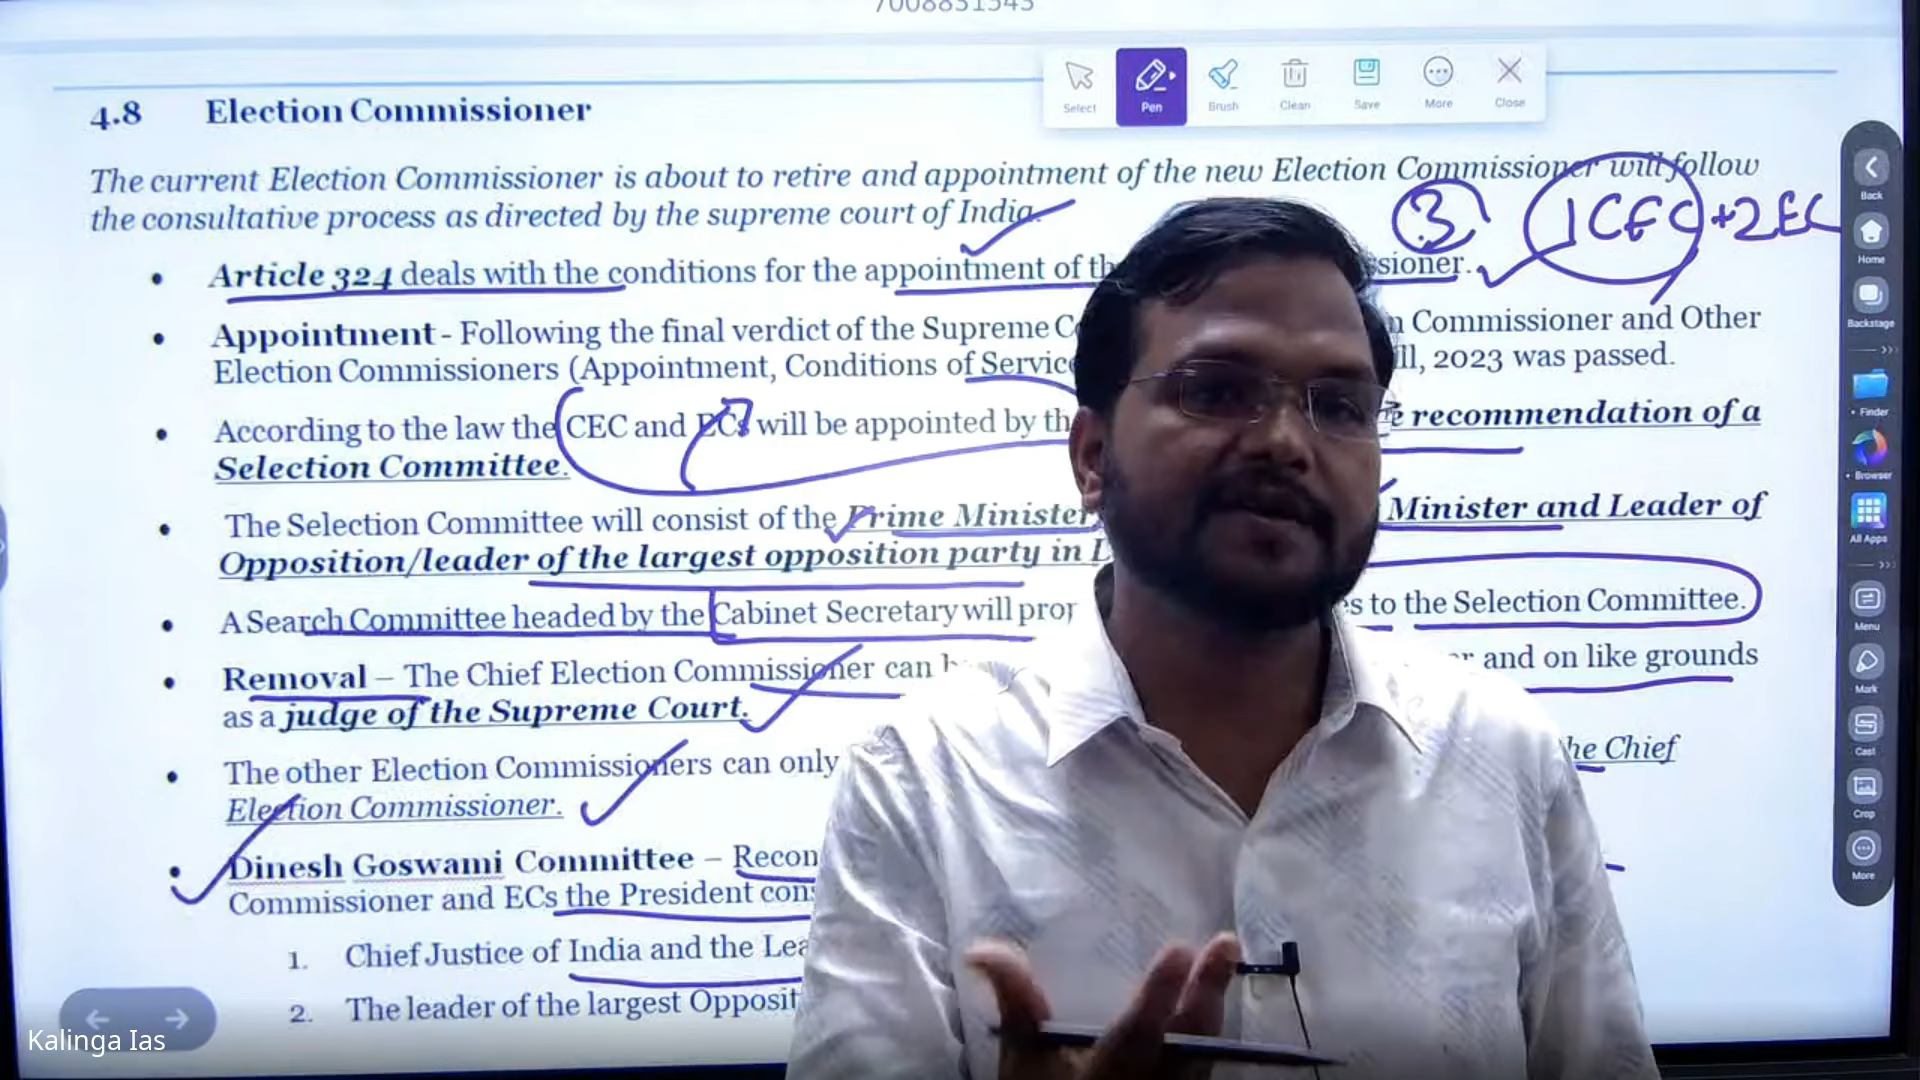 7008831543
Select Pen Brush Clean Save More Close
4.8 Election Commissioner
The current Election Commissioner is about to retire and appointment of the new Election Commissioner will follow
the consultative process as directed by the supreme court of India.
3 1 CEC +2 EC
• Article 324 deals with the conditions for the appointment of th sioner.
• Appointment - Following the final verdict of the Supreme C Commissioner and Other
Election Commissioners (Appointment, Conditions of Service ll, 2023 was passed.
• According to the law the CEC and ECs will be appointed by th e recommendation of a
Selection Committee.
• The Selection Committee will consist of the Prime Minister, Minister and Leader of
Opposition/leader of the largest opposition party in L
• A Search Committee headed by the Cabinet Secretary will pro es to the Selection Committee.
• Removal – The Chief Election Commissioner can and on like grounds
as a judge of the Supreme Court.
• The other Election Commissioners can only he Chief
Election Commissioner.
• Dinesh Goswami Committee – Recon
Commissioner and ECs the President cons
1. Chief Justice of India and the Lea
2. The leader of the largest Opposit
Kalinga Ias
Back
Home
Backstage
• Finder
• Browser
All Apps
Menu
Mark
Cast
Crop
More